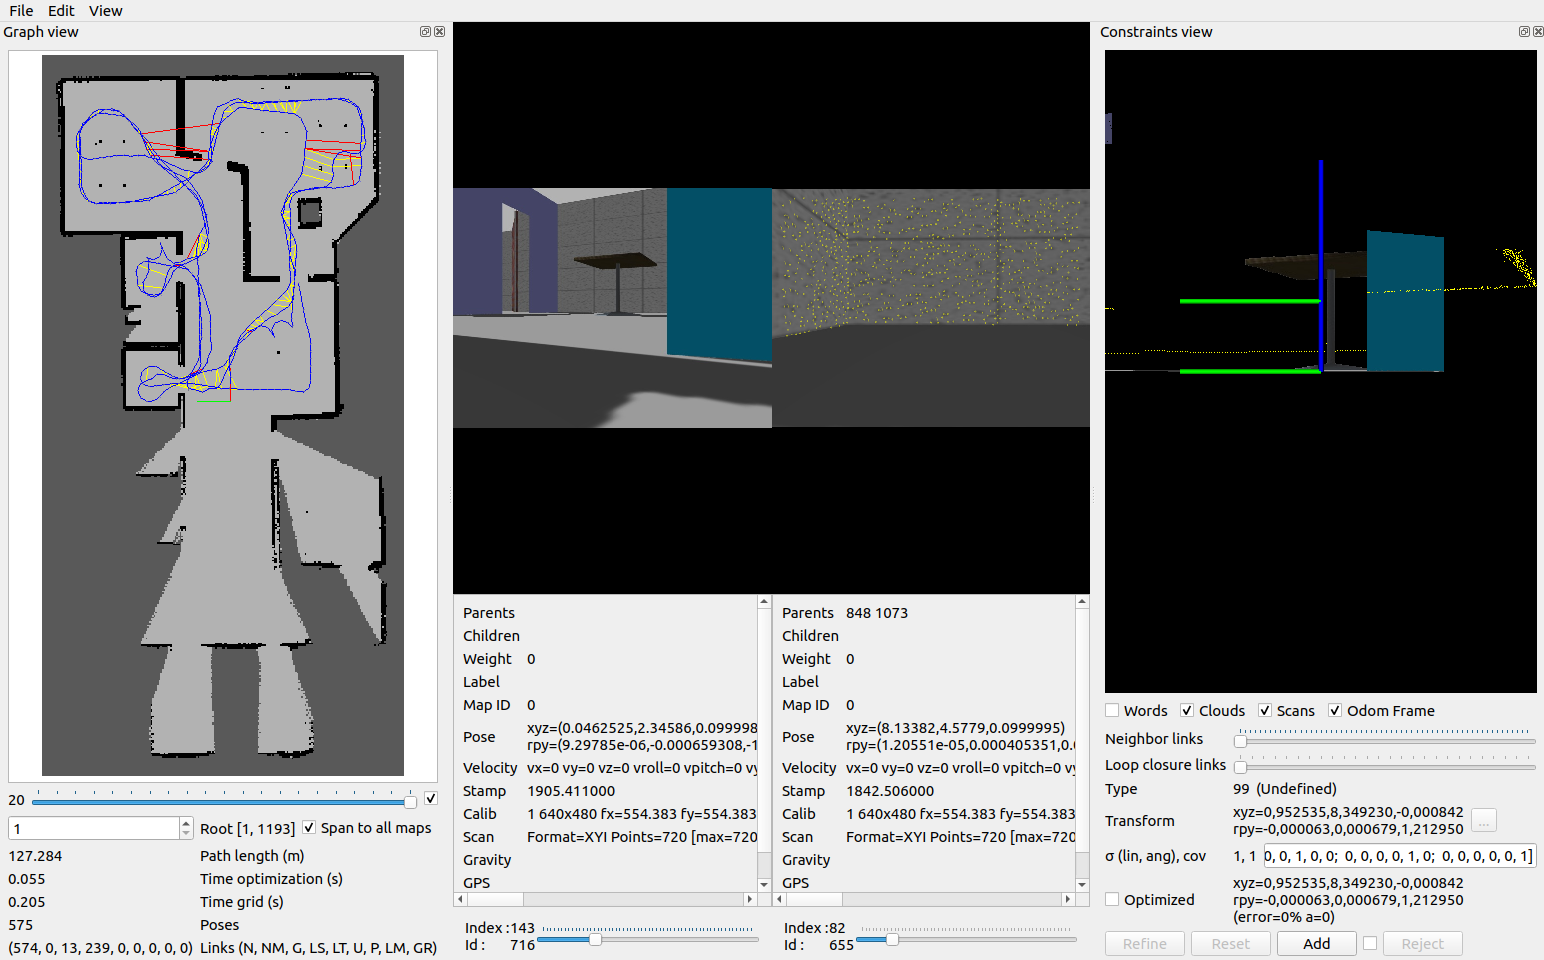 File Edit View
Graph view
20
1
Root [1, 1193] Span to all maps
127.284 Path length (m)
0.055 Time optimization (s)
0.205 Time grid (s)
575 Poses
(574, 0, 13, 239, 0, 0, 0, 0, 0) Links (N, NM, G, LS, LT, U, P, LM, GR)
Parents
Children
Weight 0
Label
Map ID 0
Pose xyz=(0.0462525,2.34586,0.099998
rpy=(9.29785e-06,-0.000659308,-1
Velocity vx=0 vy=0 vz=0 vroll=0 vpitch=0 vy
Stamp 1905.411000
Calib 1 640x480 fx=554.383 fy=554.383
Scan Format=XYI Points=720 [max=720
Gravity
GPS
Index :143
Id : 716
Parents 848 1073
Children
Weight 0
Label
Map ID 0
Pose xyz=(8.13382,4.5779,0.0999995)
rpy=(1.20551e-05,0.000405351,0.
Velocity vx=0 vy=0 vz=0 vroll=0 vpitch=0 vy
Stamp 1842.506000
Calib 1 640x480 fx=554.383 fy=554.383
Scan Format=XYI Points=720 [max=720
Gravity
GPS
Index :82
Id : 655
Constraints view
Words Clouds Scans Odom Frame
Neighbor links
Loop closure links
Type 99 (Undefined)
Transform xyz=0,952535,8,349230,-0,000842
rpy=-0,000063,0,000679,1,212950
...
σ (lin, ang), cov 1, 1 0, 0, 1, 0, 0; 0, 0, 0, 0, 1, 0; 0, 0, 0, 0, 0, 1]
Optimized xyz=0,952535,8,349230,-0,000842
rpy=-0,000063,0,000679,1,212950
(error=0% a=0)
Refine Reset Add Reject